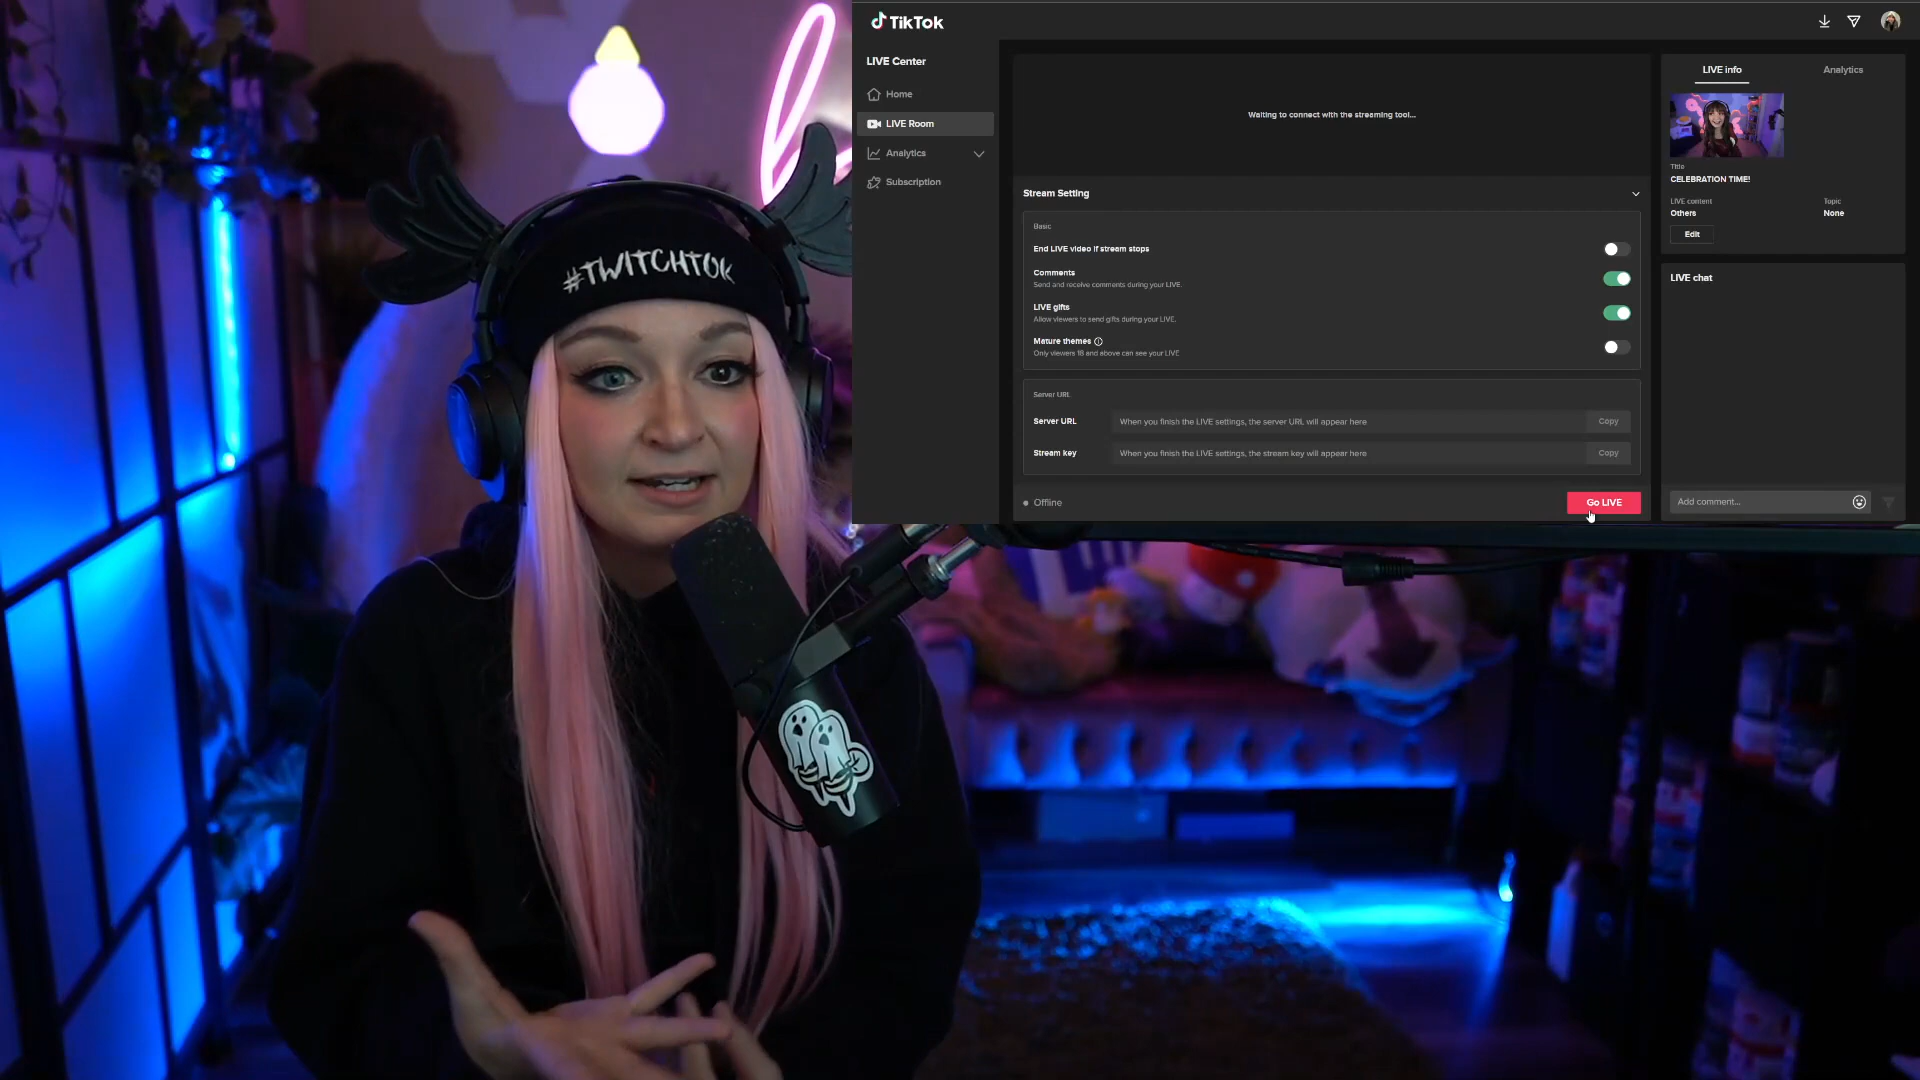 TikTok
LIVE Center
Home
LIVE Room
Analytics
Subscription
Waiting to connect with the streaming tool...
Stream Setting
Basic
End LIVE video if stream stops
Comments
Send and receive comments during your LIVE.
LIVE gifts
Allow viewers to send gifts during your LIVE.
Mature themes
Only viewers 18 and above can see your LIVE
Server URL
Server URL
When you finish the LIVE settings, the server URL will appear here
Copy
Stream key
When you finish the LIVE settings, the stream key will appear here
Copy
Offline
Go LIVE
LIVE info
Analytics
Title
CELEBRATION TIME!
LIVE content
Topic
Others
None
Edit
LIVE chat
Add comment...
#TWITCHTOK